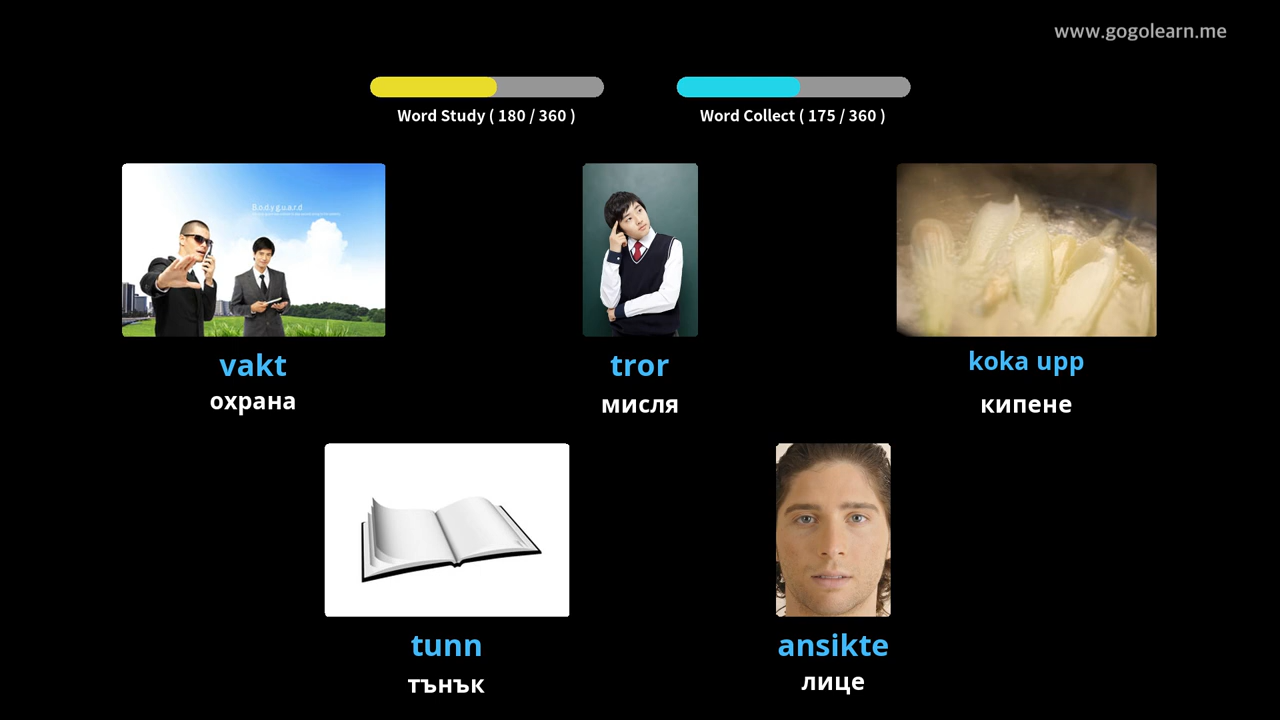 www.gogolearn.me
Word Study ( 180 / 360 )
Word Collect ( 175 / 360 )
Bodyguard
vakt
охрана
tror
мисля
koka upp
кипене
tunn
тънък
ansikte
лице